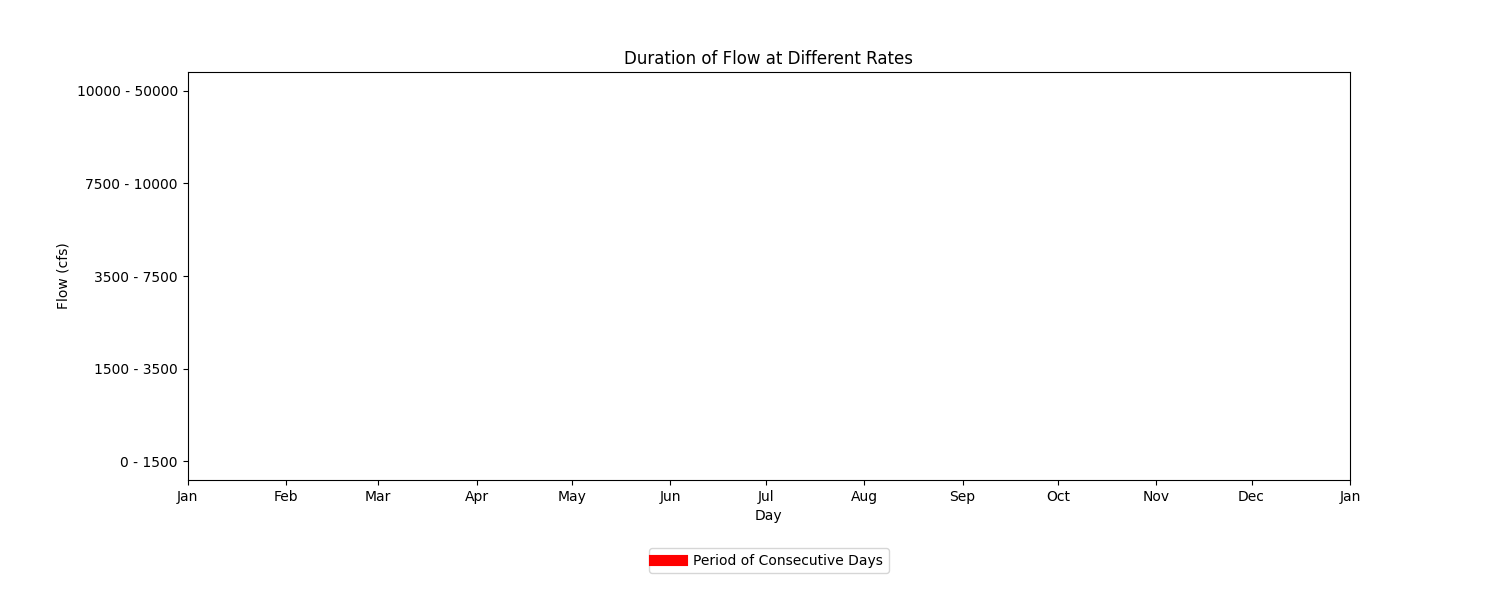 Duration of Flow at Different Rates
10000 - 50000
7500 - 10000
3500 - 7500
1500 - 3500
0 - 1500
Flow (cfs)
Jan Feb Mar Apr May Jun Jul Aug Sep Oct Nov Dec Jan
Day
Period of Consecutive Days